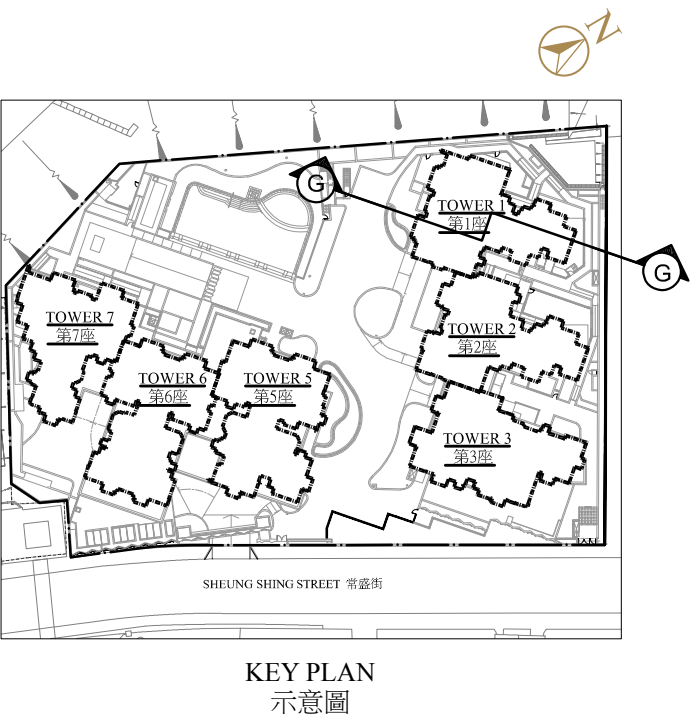 N
G
TOWER 1
第1座
G
TOWER 7
第7座
TOWER 2
第2座
TOWER 6
第6座
TOWER 5
第5座
TOWER 3
第3座
SHEUNG SHING STREET 常盛街
KEY PLAN
示意圖